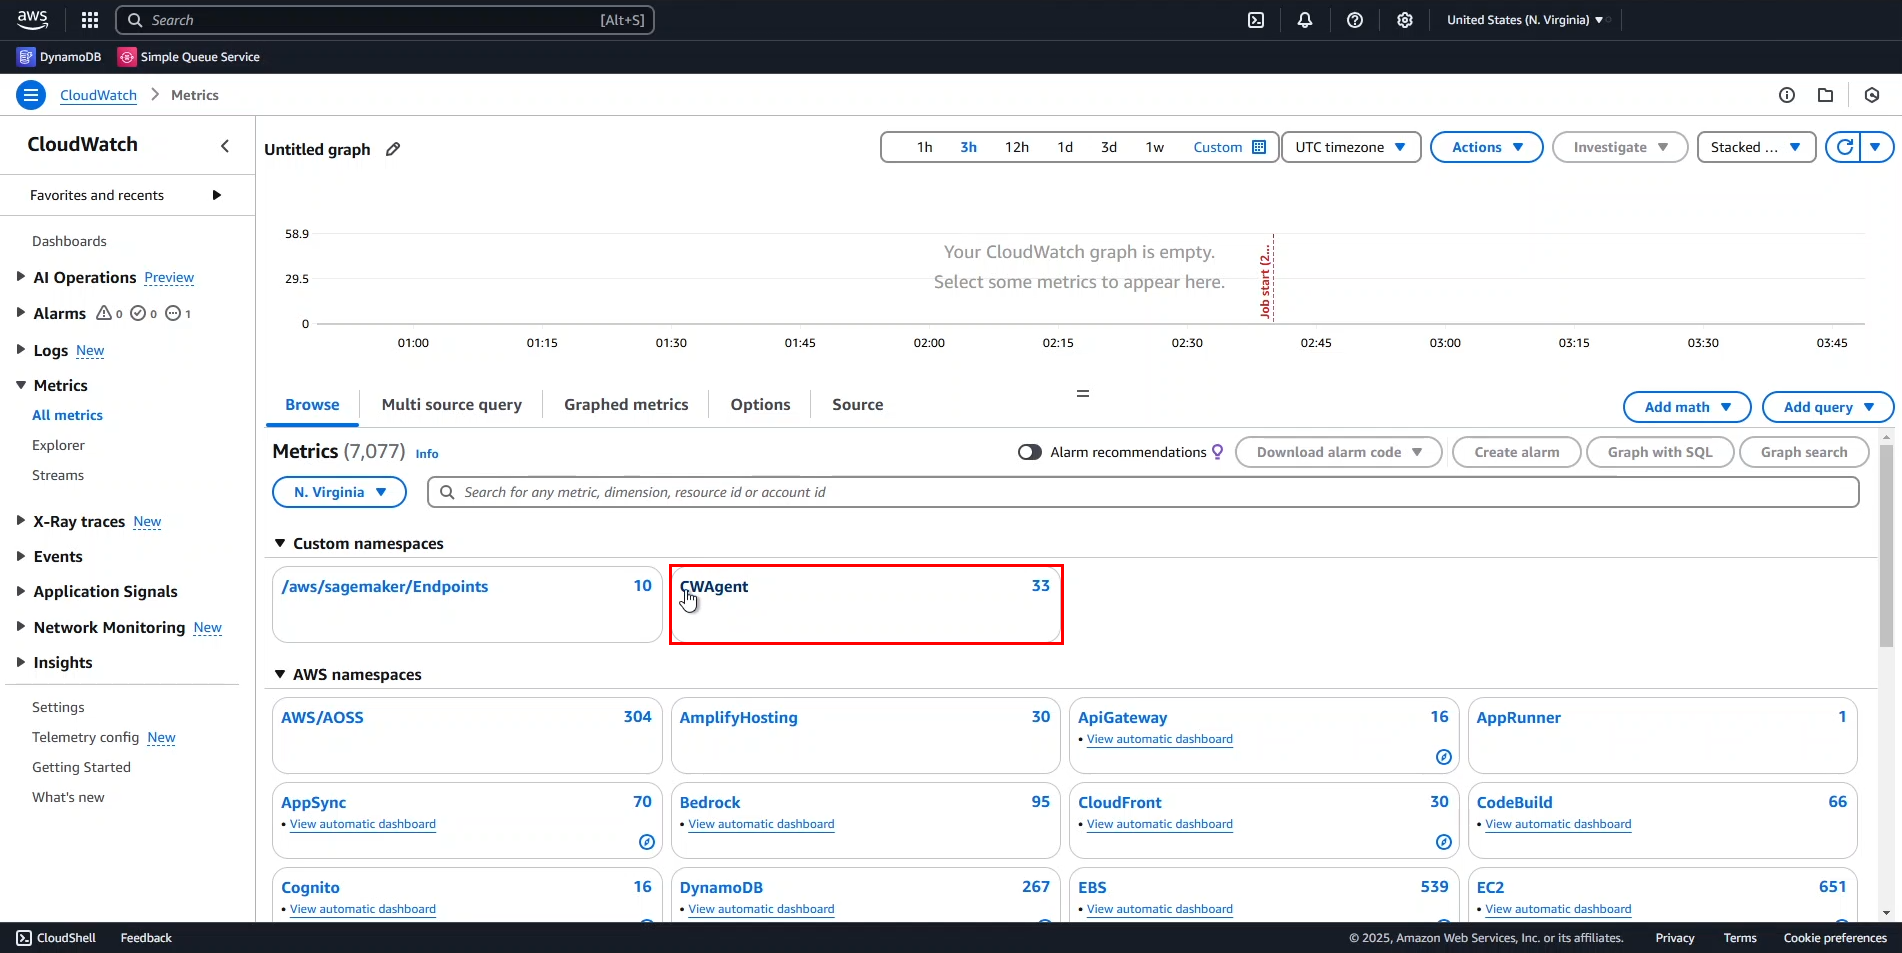 aws
Search
[Alt+S]
United States (N. Virginia)
DynamoDB
Simple Queue Service
CloudWatch
Metrics
CloudWatch
Favorites and recents
Dashboards
AI Operations Preview
Alarms 0 0 1
Logs New
Metrics
All metrics
Explorer
Streams
X-Ray traces New
Events
Application Signals
Network Monitoring New
Insights
Settings
Telemetry config New
Getting Started
What's new
Untitled graph
1h 3h 12h 1d 3d 1w Custom
UTC timezone
Actions
Investigate
Stacked ...
58.9
29.5
0
Your CloudWatch graph is empty.
Select some metrics to appear here.
Job start (2...
01:00 01:15 01:30 01:45 02:00 02:15 02:30 02:45 03:00 03:15 03:30 03:45
Browse
Multi source query
Graphed metrics
Options
Source
Add math
Add query
Metrics (7,077) Info
Alarm recommendations
Download alarm code
Create alarm
Graph with SQL
Graph search
N. Virginia
Search for any metric, dimension, resource id or account id
Custom namespaces
/aws/sagemaker/Endpoints 10
CWAgent 33
AWS namespaces
AWS/AOSS 304
AmplifyHosting 30
ApiGateway 16
• View automatic dashboard
AppRunner 1
AppSync 70
• View automatic dashboard
Bedrock 95
• View automatic dashboard
CloudFront 30
• View automatic dashboard
CodeBuild 66
• View automatic dashboard
Cognito 16
• View automatic dashboard
DynamoDB 267
• View automatic dashboard
EBS 539
• View automatic dashboard
EC2 651
• View automatic dashboard
CloudShell
Feedback
© 2025, Amazon Web Services, Inc. or its affiliates.
Privacy
Terms
Cookie preferences